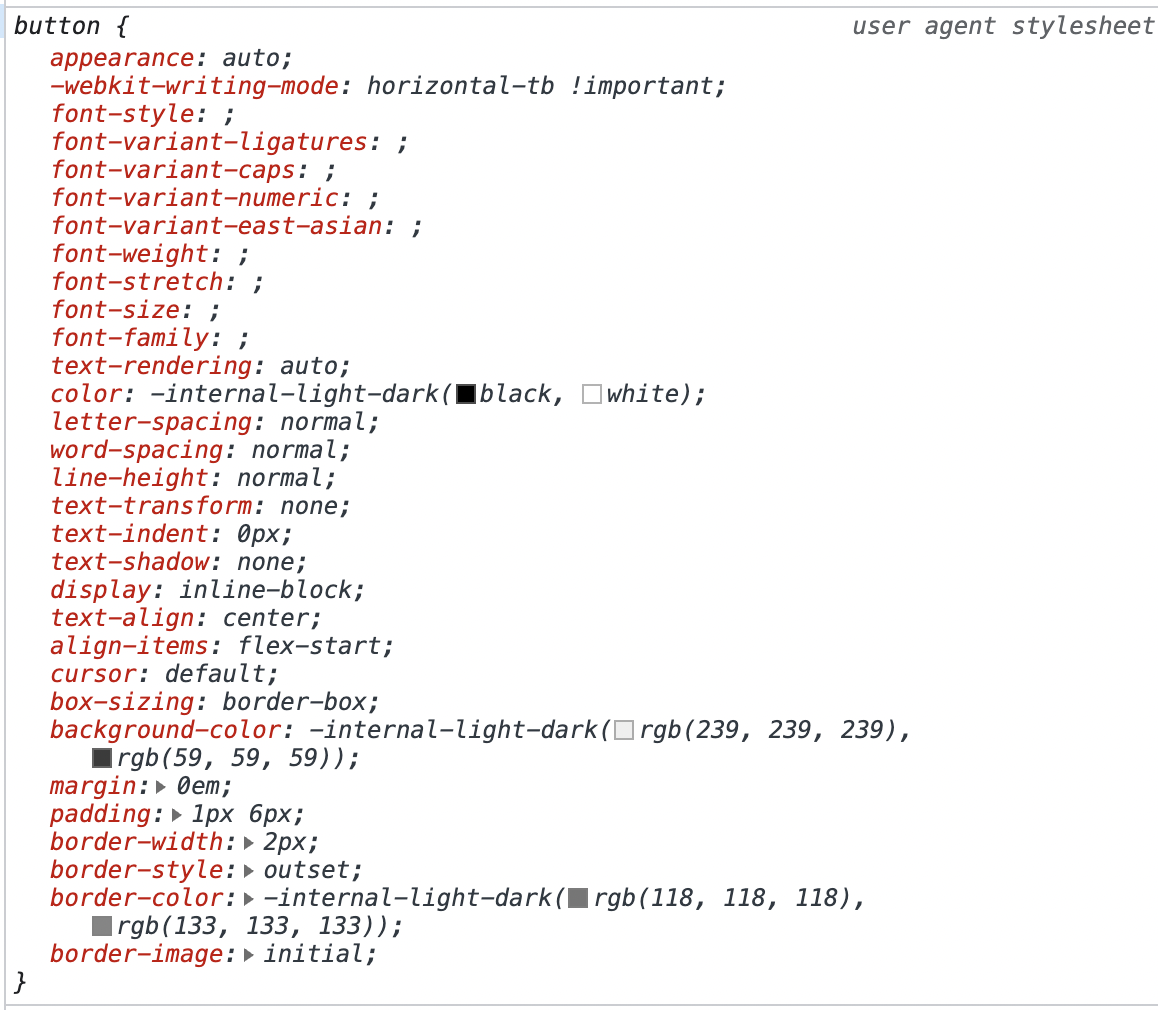 button {
user agent stylesheet
appearance: auto;
-webkit-writing-mode: horizontal-tb !important;
font-style: ;
font-variant-ligatures: ;
font-variant-caps: ;
font-variant-numeric: ;
font-variant-east-asian: ;
font-weight: ;
font-stretch: ;
font-size: ;
font-family: ;
text-rendering: auto;
color: -internal-light-dark(black, white);
letter-spacing: normal;
word-spacing: normal;
line-height: normal;
text-transform: none;
text-indent: 0px;
text-shadow: none;
display: inline-block;
text-align: center;
align-items: flex-start;
cursor: default;
box-sizing: border-box;
background-color: -internal-light-dark(rgb(239, 239, 239),
rgb(59, 59, 59));
margin: 0em;
padding: 1px 6px;
border-width: 2px;
border-style: outset;
border-color: -internal-light-dark(rgb(118, 118, 118),
rgb(133, 133, 133));
border-image: initial;
}